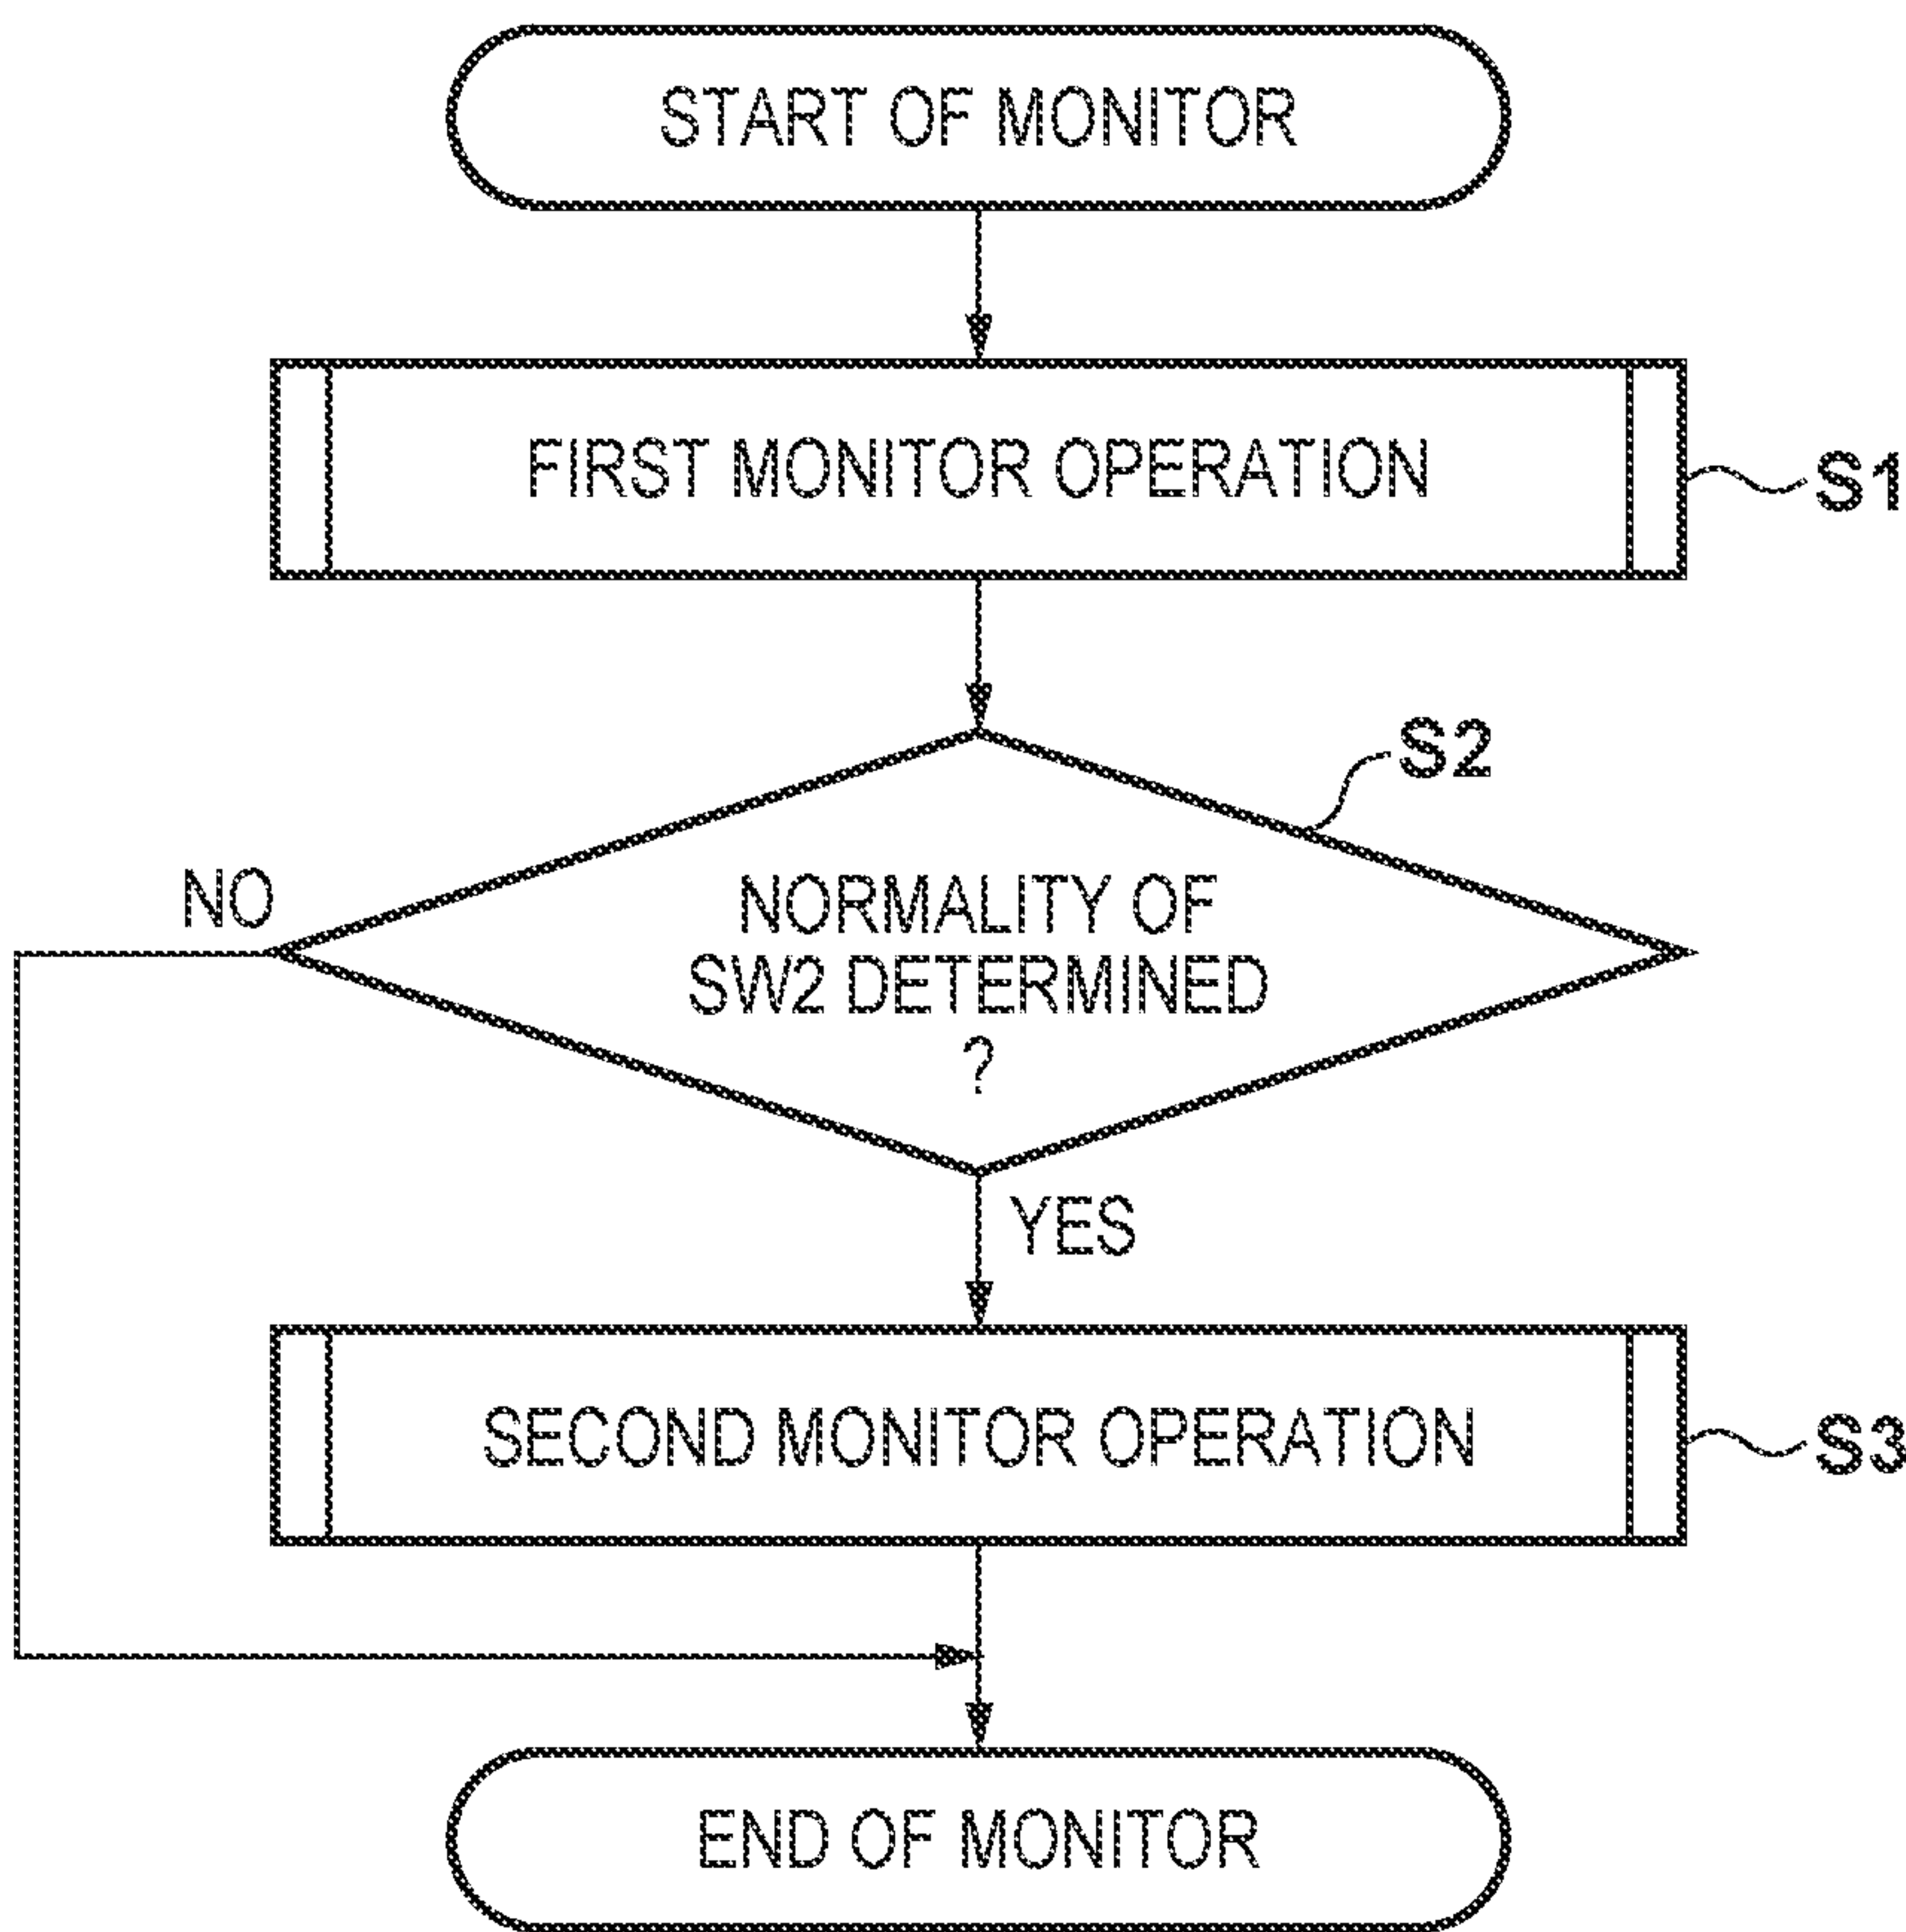 START OF MONITOR
FIRST MONITOR OPERATION
S1
S2
NO
NORMALITY OF
SW2 DETERMINED
?
YES
SECOND MONITOR OPERATION
S3
END OF MONITOR